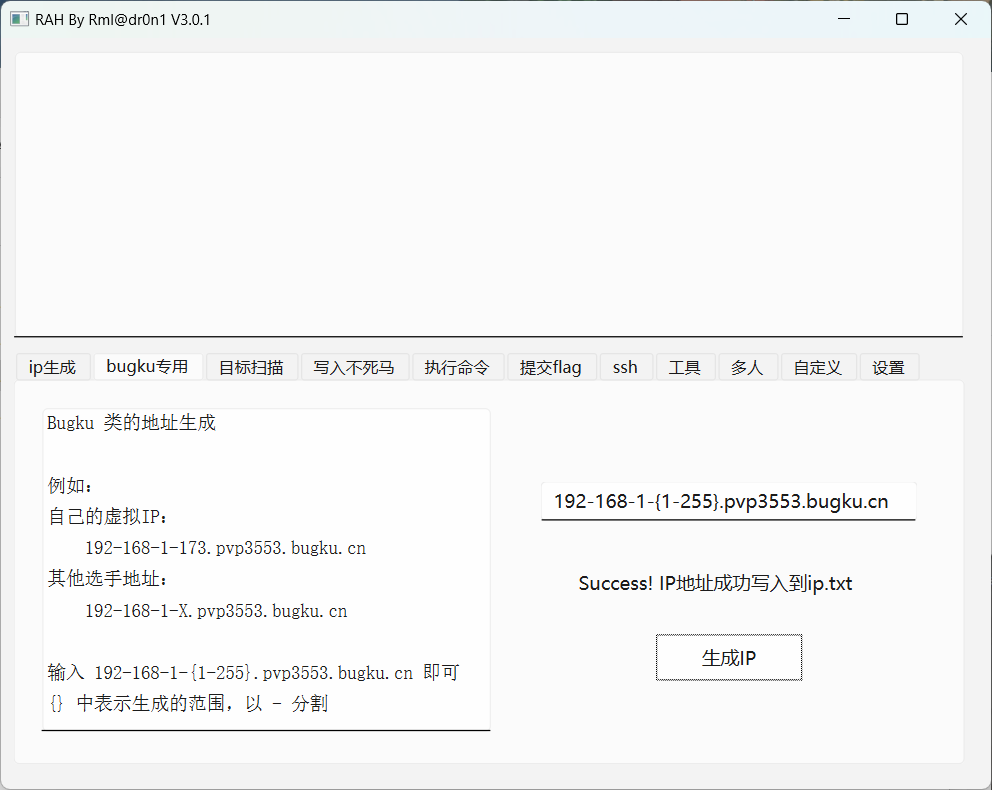 RAH By Rml@dr0n1 V3.0.1
ip生成 bugku专用 目标扫描 写入不死马 执行命令 提交flag ssh 工具 多人 自定义 设置
Bugku 类的地址生成
例如：
自己的虚拟IP：
192-168-1-173.pvp3553.bugku.cn
其他选手地址：
192-168-1-X.pvp3553.bugku.cn
输入 192-168-1-{1-255}.pvp3553.bugku.cn 即可
{} 中表示生成的范围，以 - 分割
192-168-1-{1-255}.pvp3553.bugku.cn
Success! IP地址成功写入到ip.txt
生成IP